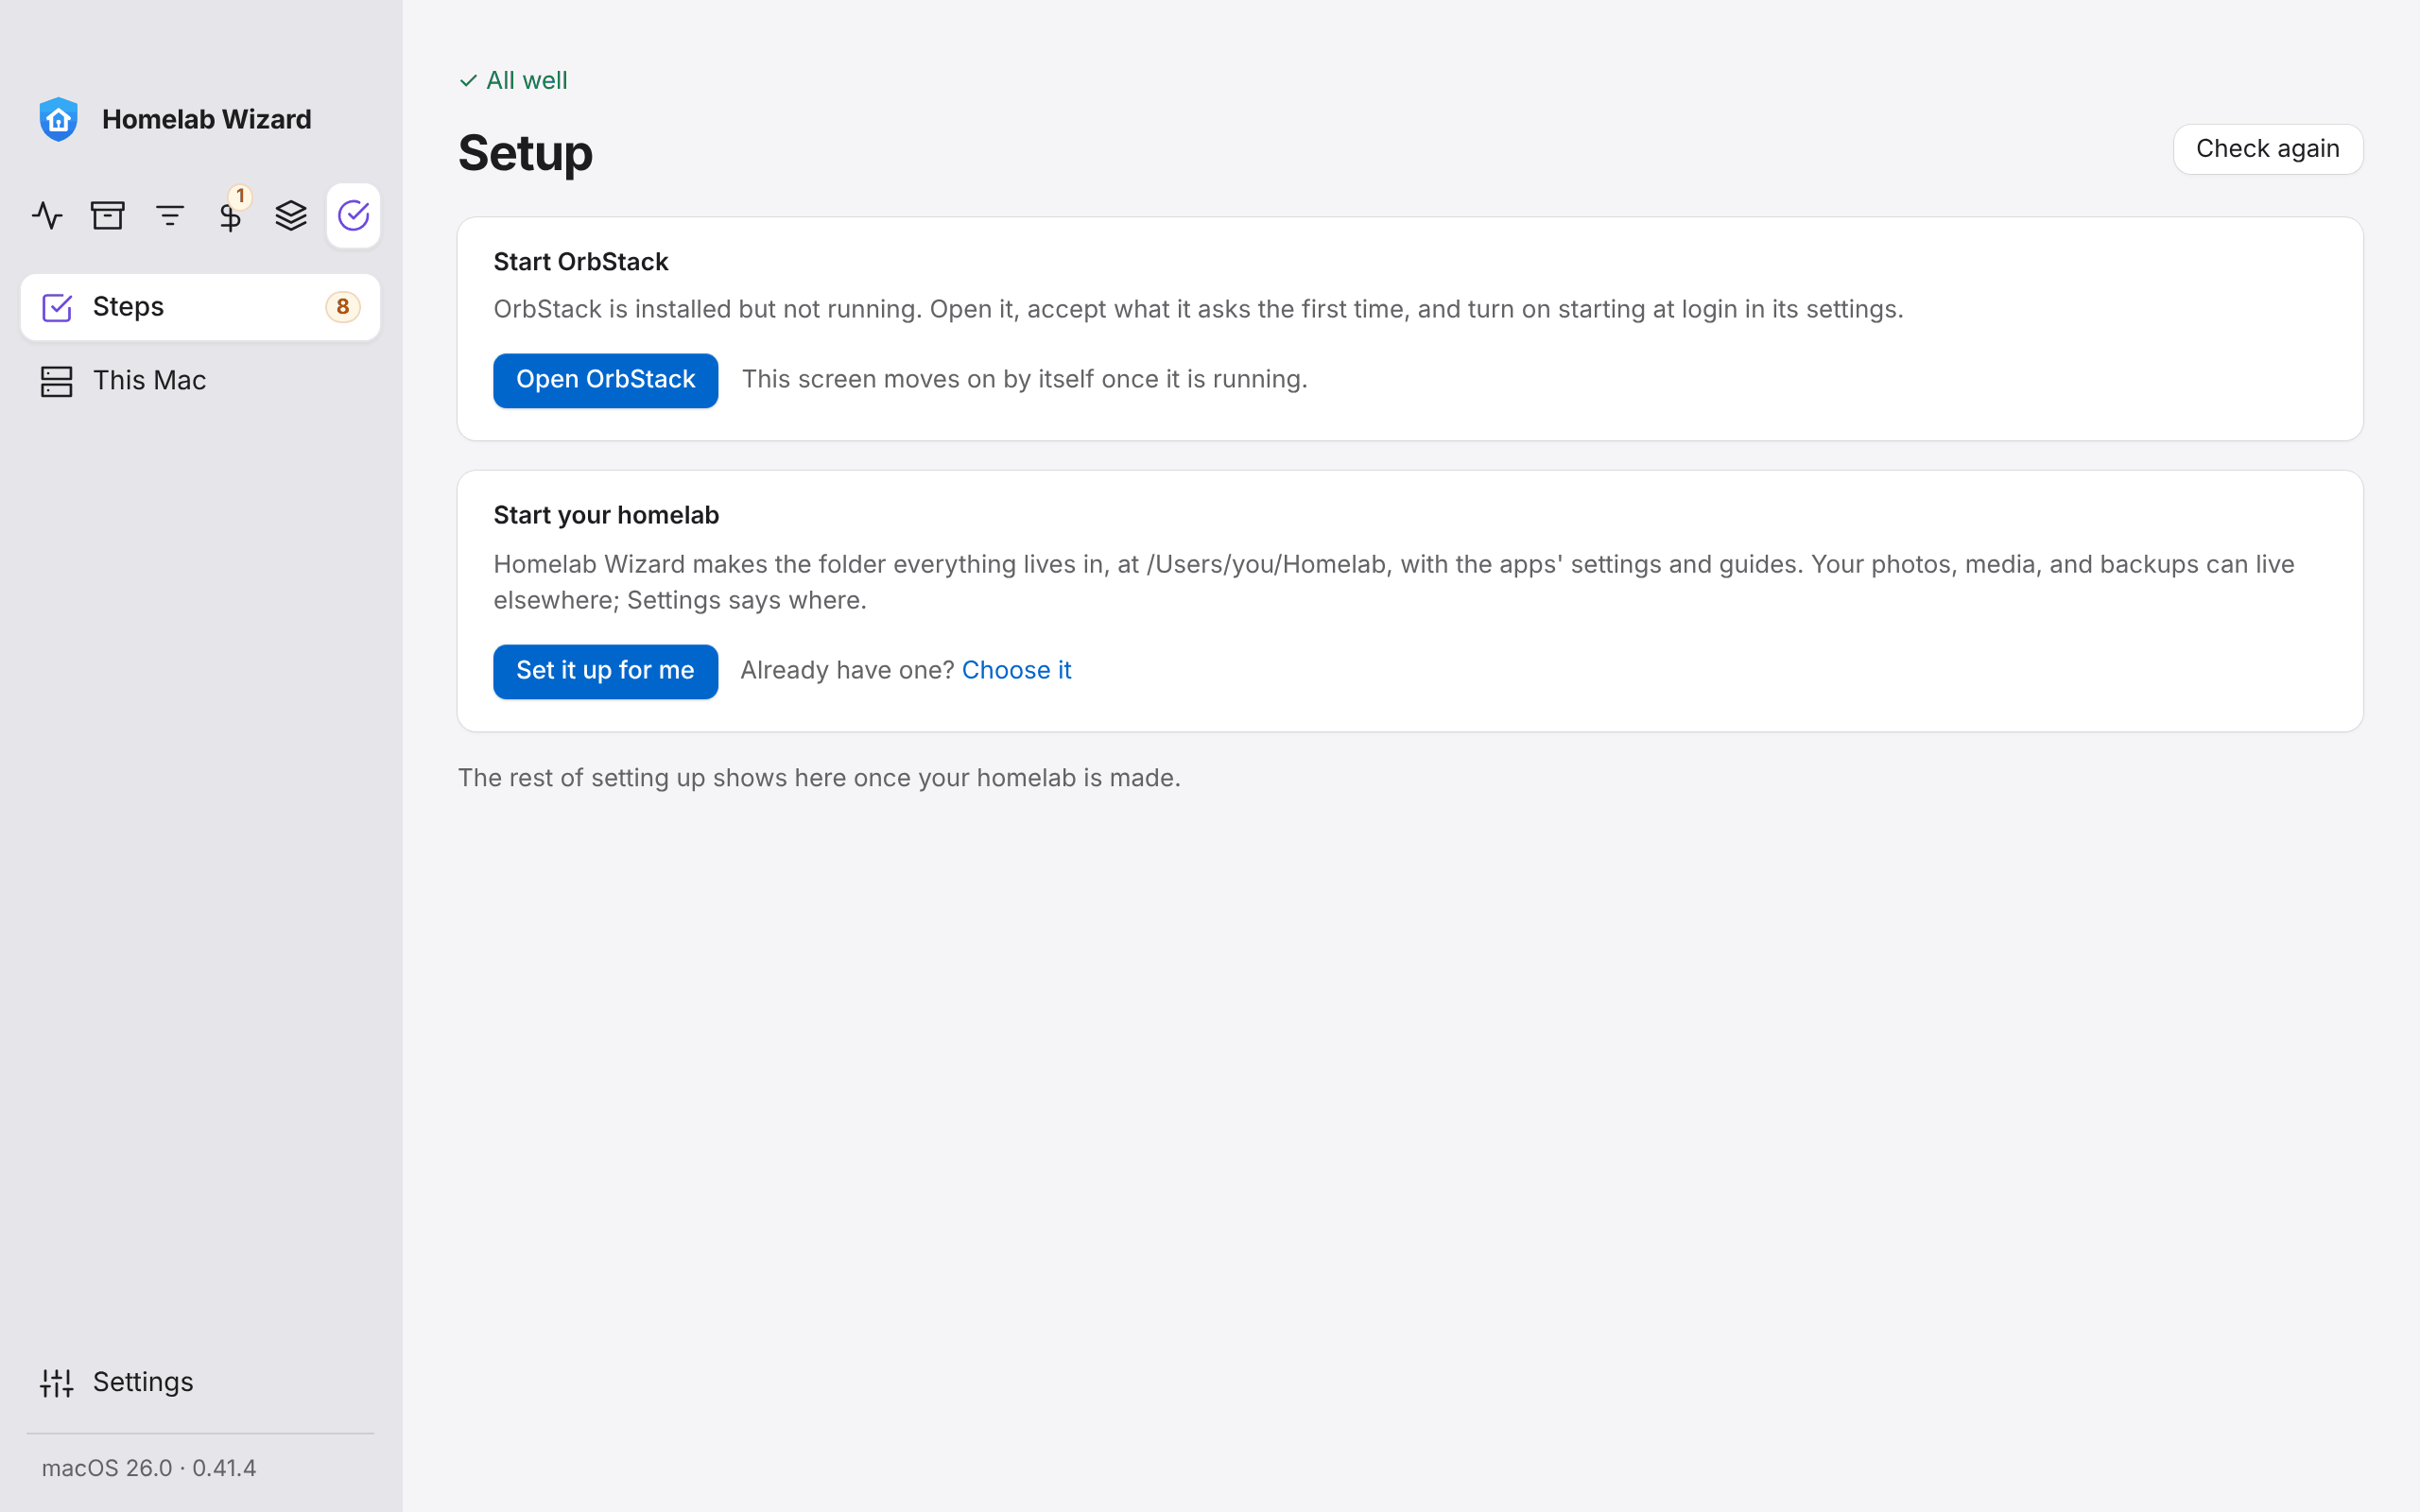 Homelab Wizard
1
Steps
8
This Mac
Settings
macOS 26.0 · 0.41.4
All well
Setup
Check again
Start OrbStack
OrbStack is installed but not running. Open it, accept what it asks the first time, and turn on starting at login in its settings.
Open OrbStack
This screen moves on by itself once it is running.
Start your homelab
Homelab Wizard makes the folder everything lives in, at /Users/you/Homelab, with the apps' settings and guides. Your photos, media, and backups can live
elsewhere; Settings says where.
Set it up for me
Already have one? Choose it
The rest of setting up shows here once your homelab is made.